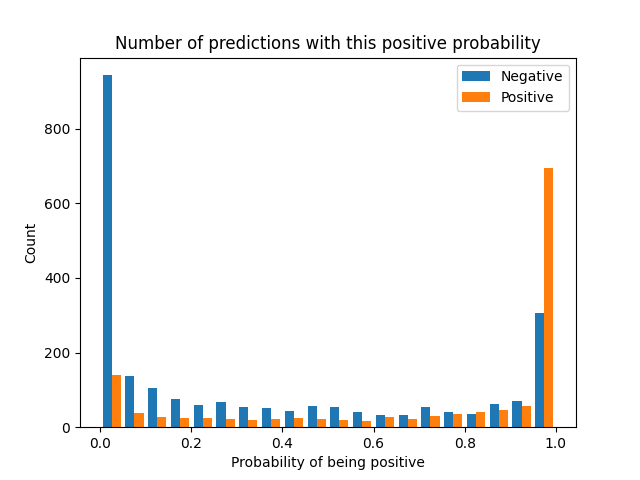 Number of predictions with this positive probability
Negative
Positive
800
600
400
200
0
Count
0.0 0.2 0.4 0.6 0.8 1.0
Probability of being positive